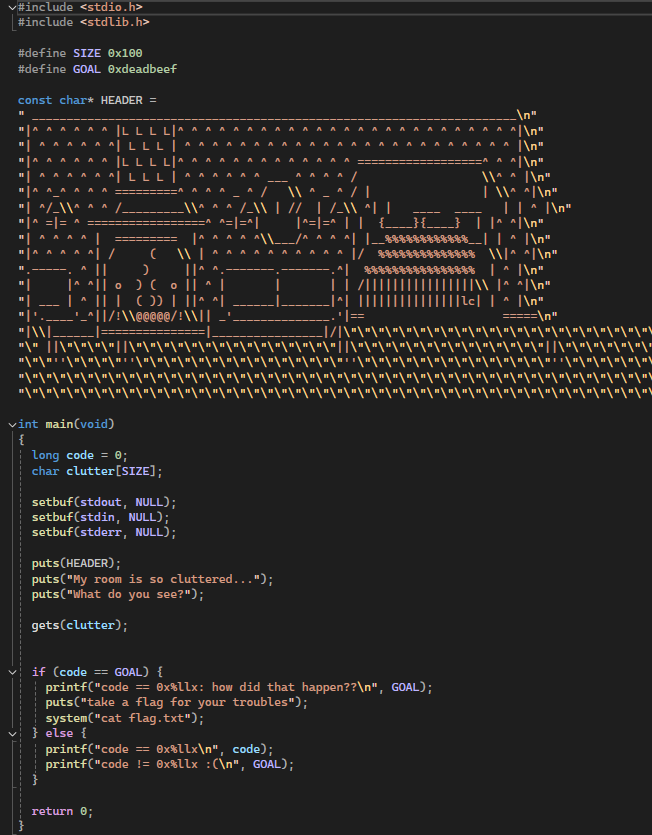 #include <stdio.h>
#include <stdlib.h>
#define SIZE 0x100
#define GOAL 0xdeadbeef
const char* HEADER =
" ______________________________________________________________________\n"
"|^ ^ ^ ^ ^ ^ |L L L L|^ ^ ^ ^ ^ ^ ^ ^ ^ ^ ^ ^ ^ ^ ^ ^ ^ ^ ^ ^ ^ ^ ^ ^ ^|\n"
"| ^ ^ ^ ^ ^ ^| L L L | ^ ^ ^ ^ ^ ^ ^ ^ ^ ^ ^ ^ ^ ^ ^ ^ ^ ^ ^ ^ ^ ^ ^ ^ |\n"
"|^ ^ ^ ^ ^ ^ |L L L L|^ ^ ^ ^ ^ ^ ^ ^ ^ ^ ^ ^ ^ ==================^ ^ ^|\n"
"| ^ ^ ^ ^ ^ ^| L L L | ^ ^ ^ ^ ^ ^ ___ ^ ^ ^ ^ /                  \\^ ^ |\n"
"|^ ^_^ ^ ^ ^ =========^ ^ ^ ^ _ ^ /   \\ ^ _ ^ / |                | \\^ ^|\n"
"| ^/_\\^ ^ ^ /_________\\^ ^ ^ /_\\ | //  | /_\\ ^| |   ____  ____   | | ^ |\n"
"|^ =|= ^ =================^ ^=|=^|     |^=|=^ | |  {____}{____}  | |^ ^|\n"
"| ^ ^ ^ ^ |  =========  |^ ^ ^ ^ ^\\___/^ ^ ^ ^| |__%%%%%%%%%%%%__| | ^ |\n"
"|^ ^ ^ ^ ^| /     (   \\ | ^ ^ ^ ^ ^ ^ ^ ^ ^ ^ |/  %%%%%%%%%%%%%%  \\|^ ^|\n"
".-----. ^ ||     )     ||^ ^.-------.-------.^|  %%%%%%%%%%%%%%%%  | ^ |\n"
"|     |^ ^|| o  ) (  o || ^ |       |       | | /||||||||||||||||\\ |^ ^|\n"
"| ___ | ^ || |  ( )) | ||^ ^| ______|_______|^| |||||||||||||||lc| | ^ |\n"
"|'.____'_^||/!\\@@@@@/!\\|| _'______________.'|==                    =====\n"
"|\\|______|===============|________________|/|\"\"\"\"\"\"\"\"\"\"\"\"\"\"\"\"\"\"\"\"\"\"
"\" ||\"\"\"\"||\"\"\"\"\"\"\"\"\"\"\"\"\"\"\"||\"\"\"\"\"\"\"\"\"\"\"\"\"\"||\"\"\"\"\"\"\"
"\"\"''\"\"\"\"''\"\"\"\"\"\"\"\"\"\"\"\"\"\"\"''\"\"\"\"\"\"\"\"\"\"\"\"\"\"''\"\"\"\"\"\"\"
"\"\"\"\"\"\"\"\"\"\"\"\"\"\"\"\"\"\"\"\"\"\"\"\"\"\"\"\"\"\"\"\"\"\"\"\"\"\"\"\"\"\"\"\"\"
"\"\"\"\"\"\"\"\"\"\"\"\"\"\"\"\"\"\"\"\"\"\"\"\"\"\"\"\"\"\"\"\"\"\"\"\"\"\"\"\"\"\"\"\"\"
int main(void)
{
long code = 0;
char clutter[SIZE];
setbuf(stdout, NULL);
setbuf(stdin, NULL);
setbuf(stderr, NULL);
puts(HEADER);
puts("My room is so cluttered...");
puts("What do you see?");
gets(clutter);
if (code == GOAL) {
printf("code == 0x%llx: how did that happen??\n", GOAL);
puts("take a flag for your troubles");
system("cat flag.txt");
} else {
printf("code == 0x%llx\n", code);
printf("code != 0x%llx :(\n", GOAL);
}
return 0;
}